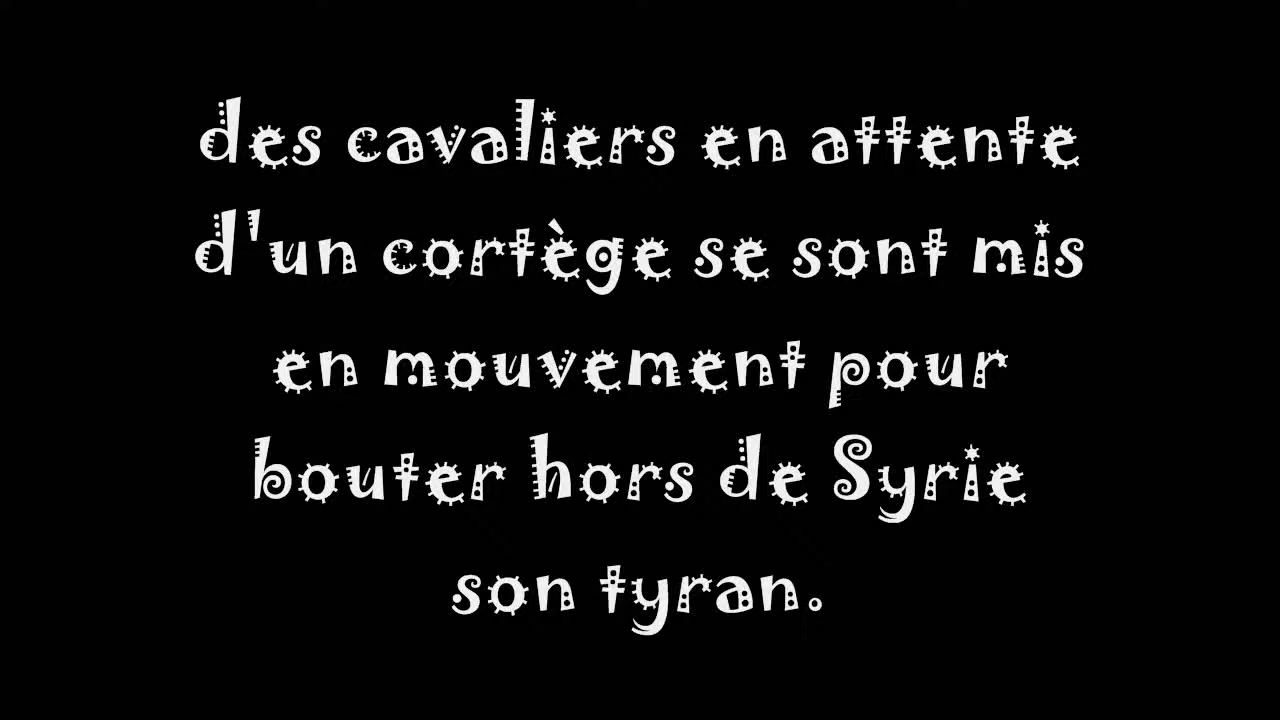 des cavaliers en attente
d'un cortège se sont mis
en mouvement pour
bouter hors de Syrie
son tyran.